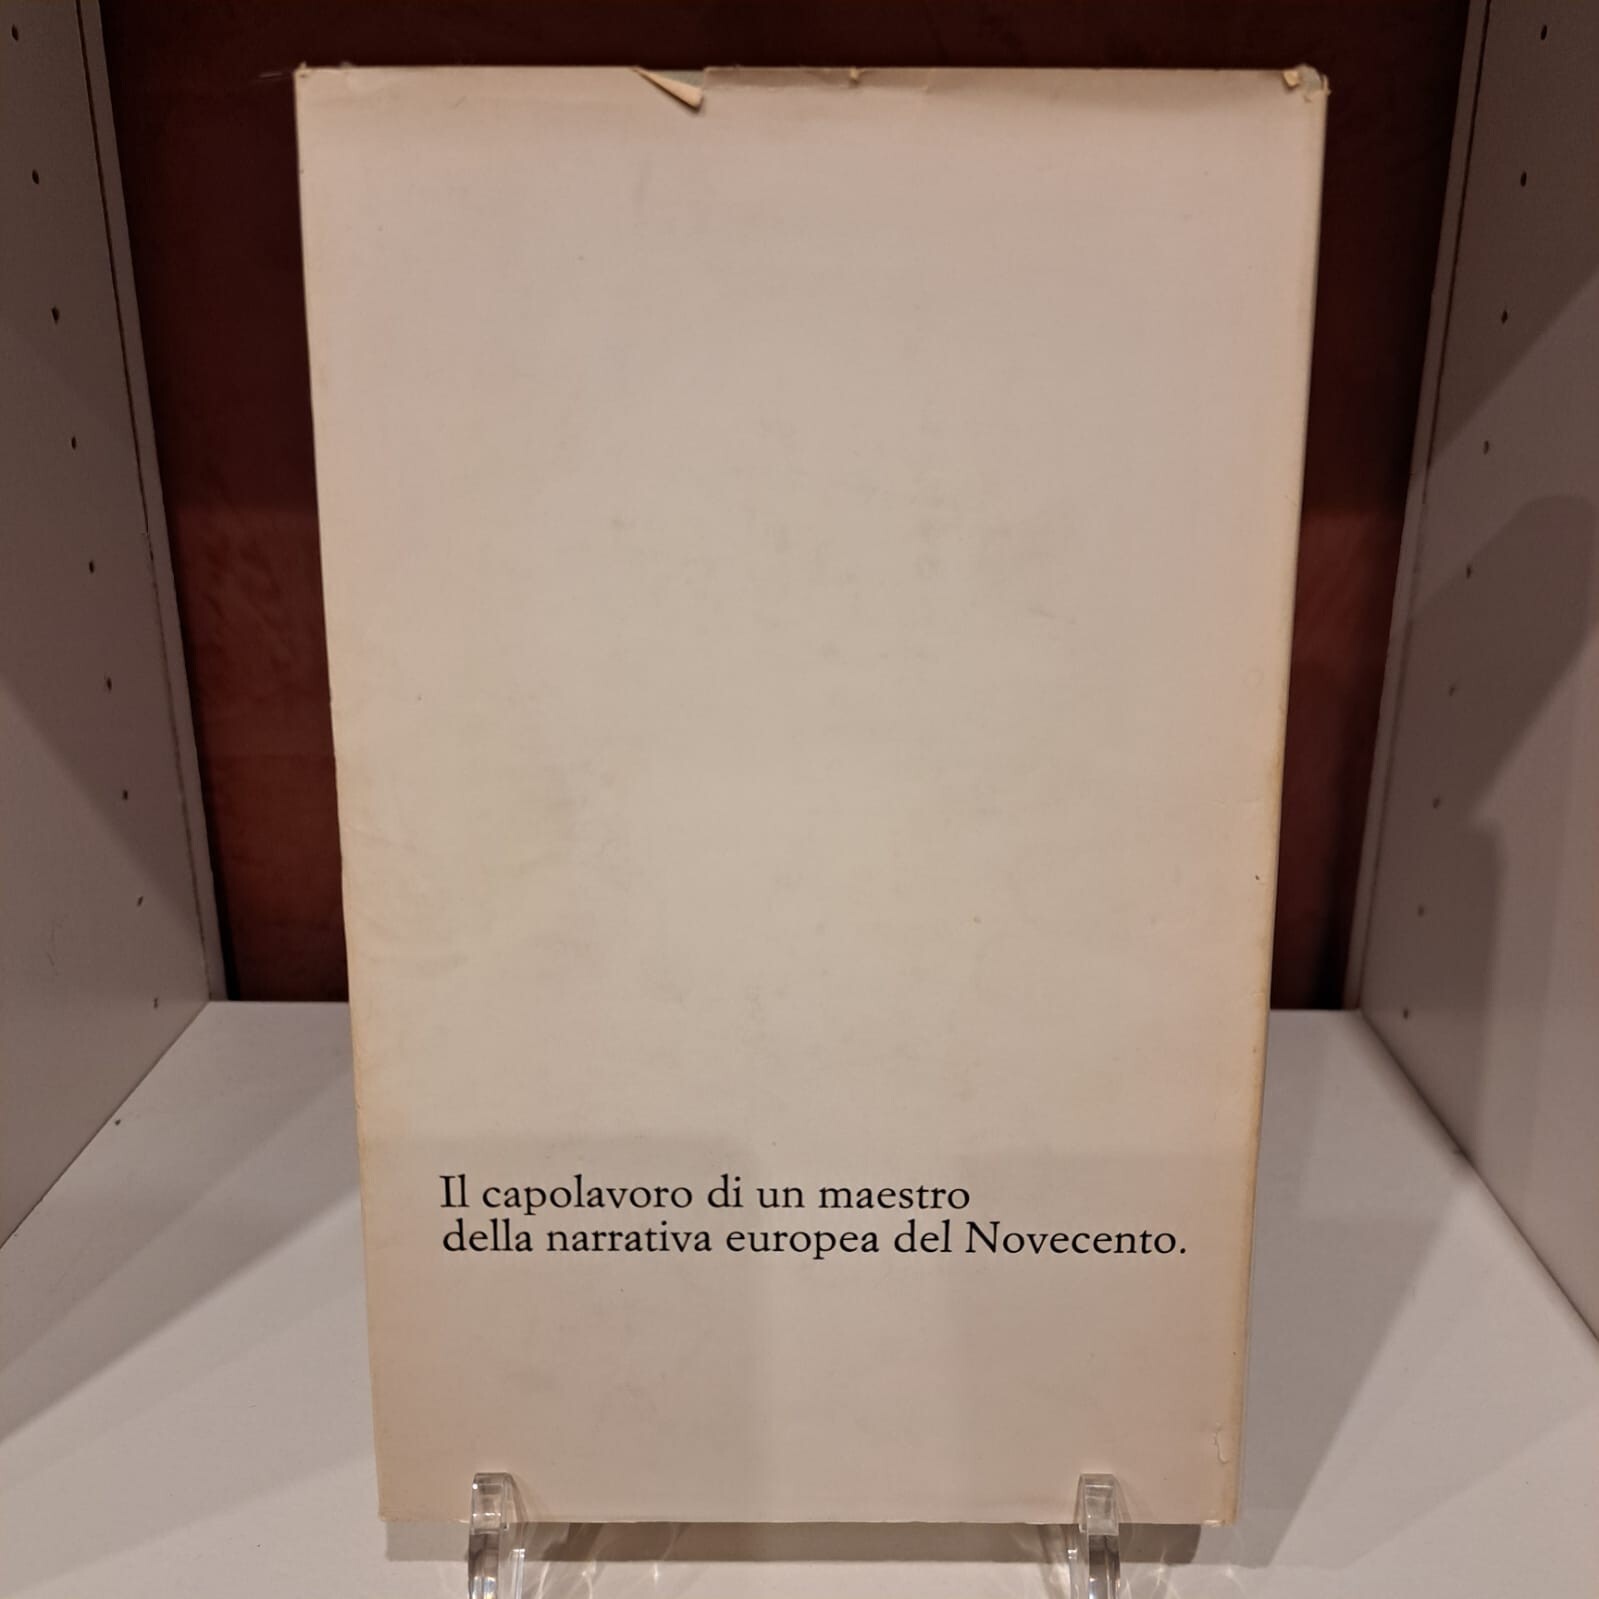 Il capolavoro di un maestro
della narrativa europea del Novecento.